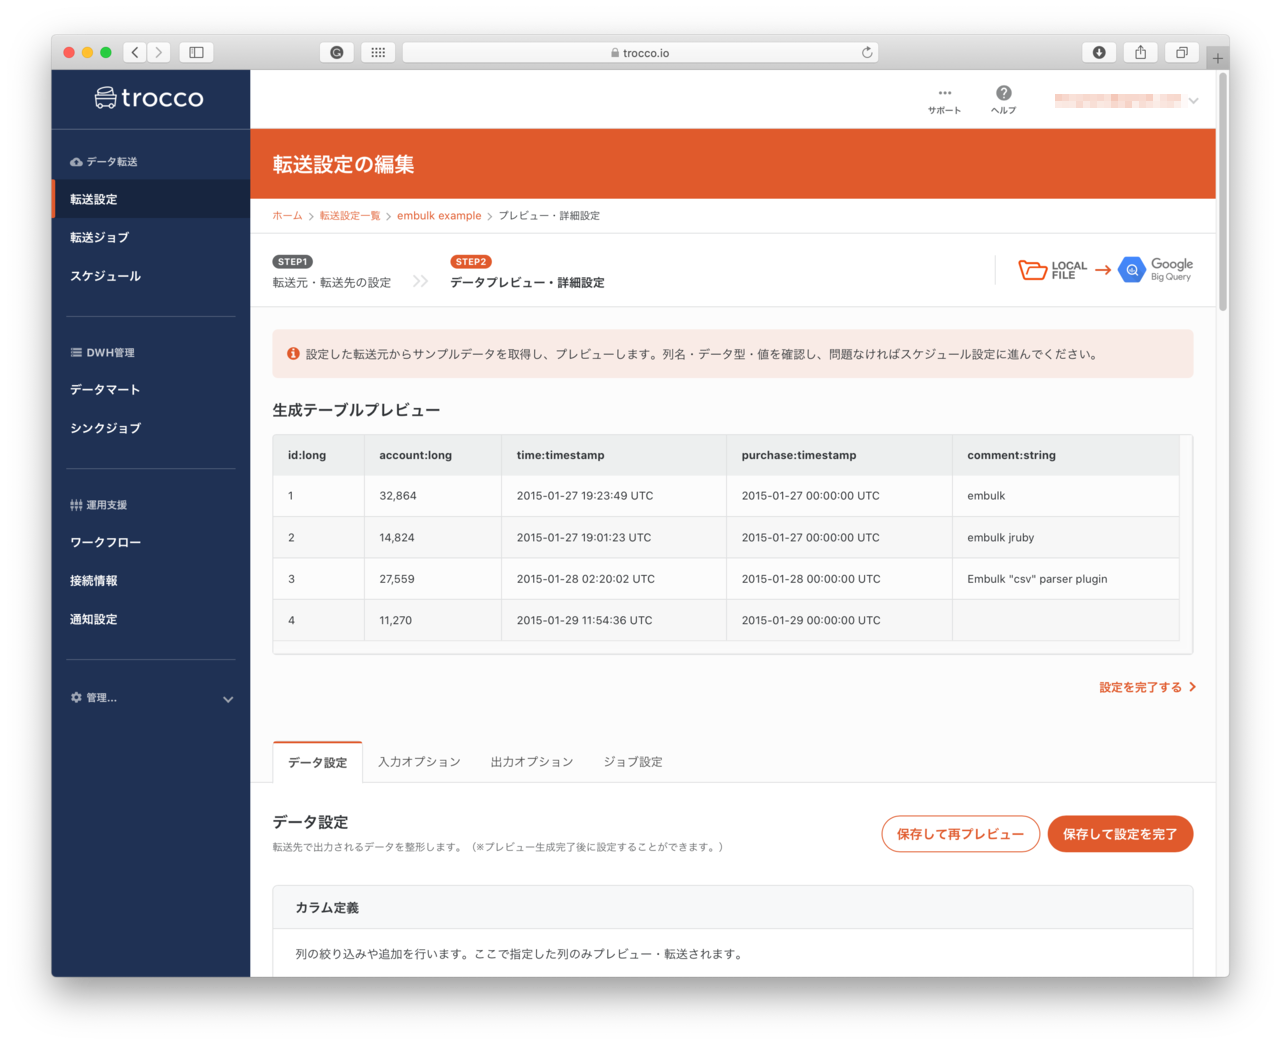 trocco.io
trocco
サポート
ヘルプ
データ転送
転送設定
転送ジョブ
スケジュール
DWH管理
データマート
シンクジョブ
運用支援
ワークフロー
接続情報
通知設定
管理...
転送設定の編集
ホーム > 転送設定一覧 > embulk example > プレビュー・詳細設定
STEP1
転送元・転送先の設定
STEP2
データプレビュー・詳細設定
LOCAL
FILE
Google
Big Query
設定した転送元からサンプルデータを取得し、プレビューします。列名・データ型・値を確認し、問題なければスケジュール設定に進んでください。
生成テーブルプレビュー
id:long account:long time:timestamp purchase:timestamp comment:string
1 32,864 2015-01-27 19:23:49 UTC 2015-01-27 00:00:00 UTC embulk
2 14,824 2015-01-27 19:01:23 UTC 2015-01-27 00:00:00 UTC embulk jruby
3 27,559 2015-01-28 02:20:02 UTC 2015-01-28 00:00:00 UTC Embulk "csv" parser plugin
4 11,270 2015-01-29 11:54:36 UTC 2015-01-29 00:00:00 UTC
設定を完了する
データ設定 入力オプション 出力オプション ジョブ設定
データ設定
転送先で出力されるデータを整形します。（※プレビュー生成完了後に設定することができます。）
保存して再プレビュー
保存して設定を完了
カラム定義
列の絞り込みや追加を行います。ここで指定した列のみプレビュー・転送されます。